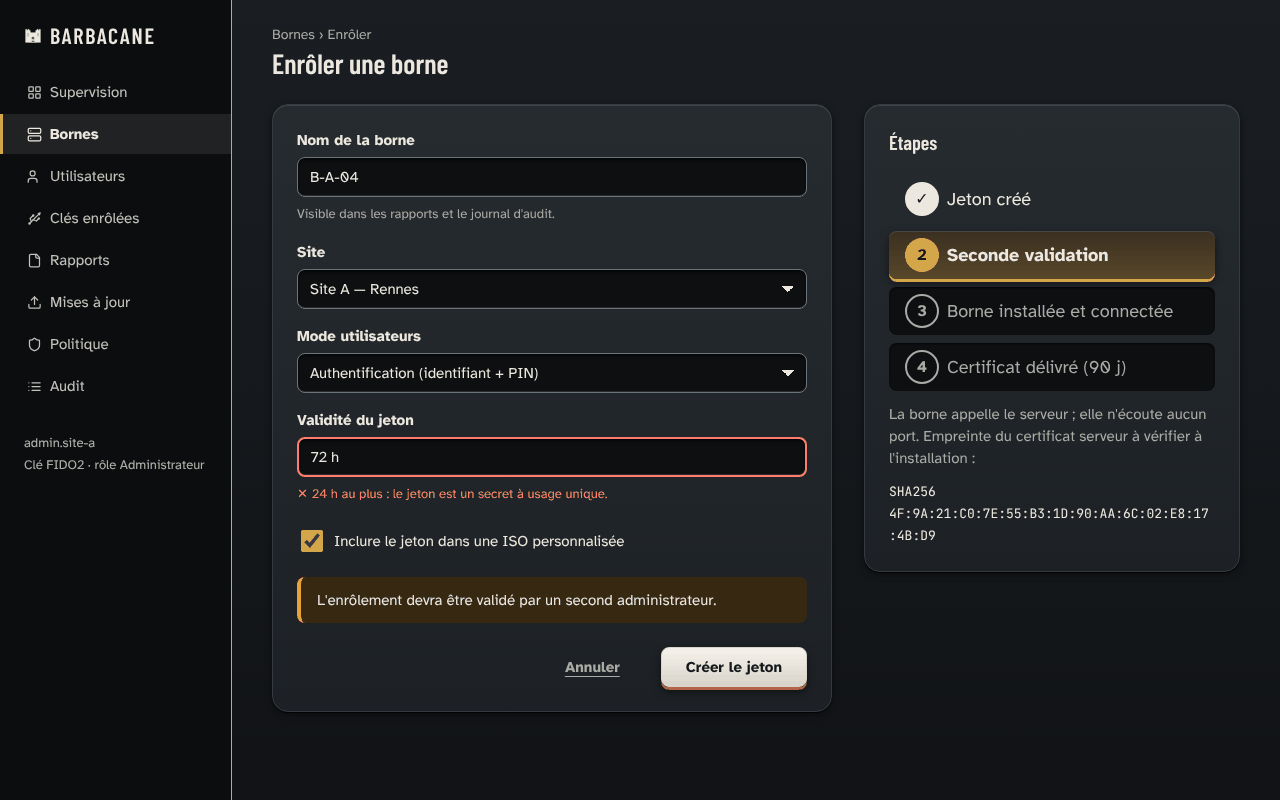 BARBACANE
Supervision
Bornes
Utilisateurs
Clés enrôlées
Rapports
Mises à jour
Politique
Audit
admin.site-a
Clé FIDO2 · rôle Administrateur
Bornes › Enrôler
Enrôler une borne
Nom de la borne
B-A-04
Visible dans les rapports et le journal d'audit.
Site
Site A — Rennes
Mode utilisateurs
Authentification (identifiant + PIN)
Validité du jeton
72 h
✕ 24 h au plus : le jeton est un secret à usage unique.
Inclure le jeton dans une ISO personnalisée
L'enrôlement devra être validé par un second administrateur.
Annuler
Créer le jeton
Étapes
✓ Jeton créé
2 Seconde validation
3 Borne installée et connectée
4 Certificat délivré (90 j)
La borne appelle le serveur ; elle n'écoute aucun
port. Empreinte du certificat serveur à vérifier à
l'installation :
SHA256
4F:9A:21:C0:7E:55:B3:1D:90:AA:6C:02:E8:17
:4B:D9